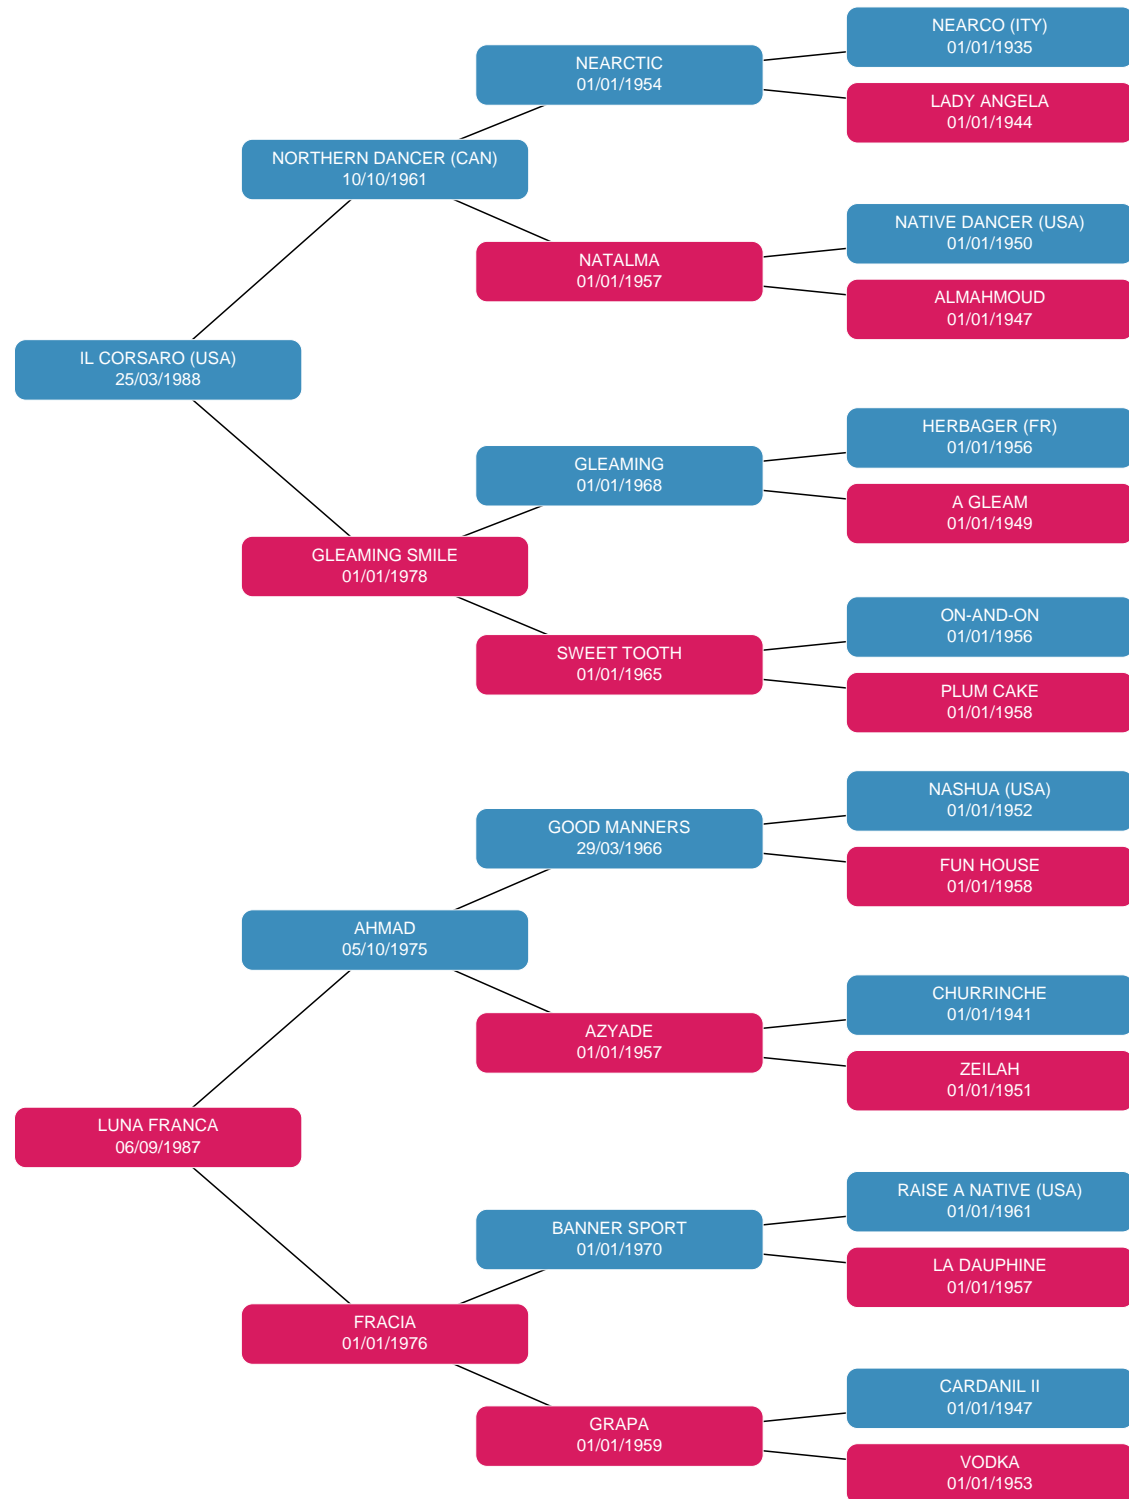 NEARCO (ITY)
01/01/1935
NEARCTIC
01/01/1954
LADY ANGELA
01/01/1944
NORTHERN DANCER (CAN)
10/10/1961
NATIVE DANCER (USA)
01/01/1950
NATALMA
01/01/1957
ALMAHMOUD
01/01/1947
IL CORSARO (USA)
25/03/1988
HERBAGER (FR)
01/01/1956
GLEAMING
01/01/1968
A GLEAM
01/01/1949
GLEAMING SMILE
01/01/1978
ON-AND-ON
01/01/1956
SWEET TOOTH
01/01/1965
PLUM CAKE
01/01/1958
NASHUA (USA)
01/01/1952
GOOD MANNERS
29/03/1966
FUN HOUSE
01/01/1958
AHMAD
05/10/1975
CHURRINCHE
01/01/1941
AZYADE
01/01/1957
ZEILAH
01/01/1951
LUNA FRANCA
06/09/1987
RAISE A NATIVE (USA)
01/01/1961
BANNER SPORT
01/01/1970
LA DAUPHINE
01/01/1957
FRACIA
01/01/1976
CARDANIL II
01/01/1947
GRAPA
01/01/1959
VODKA
01/01/1953